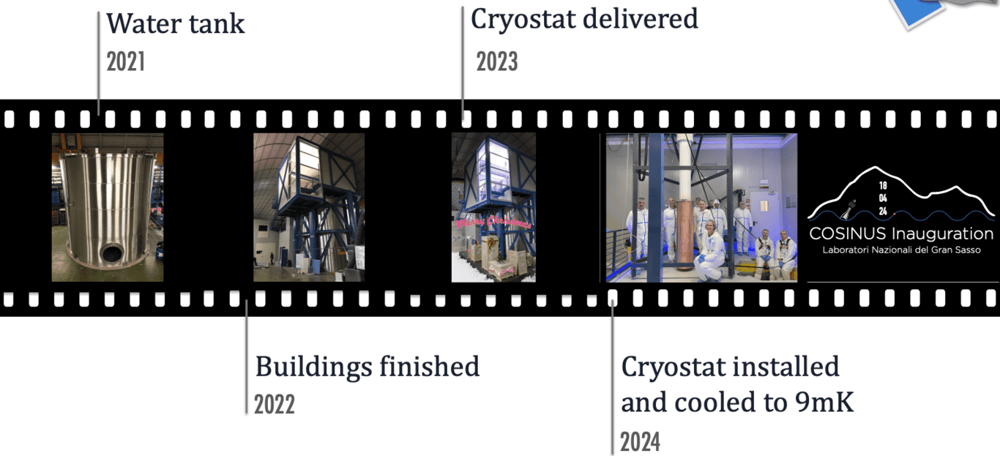 Water tank
2021
Cryostat delivered
2023
Merry Christmas
18
04
24
COSINUS Inauguration
Laboratori Nazionali del Gran Sasso
Buildings finished
2022
Cryostat installed
and cooled to 9mK
2024